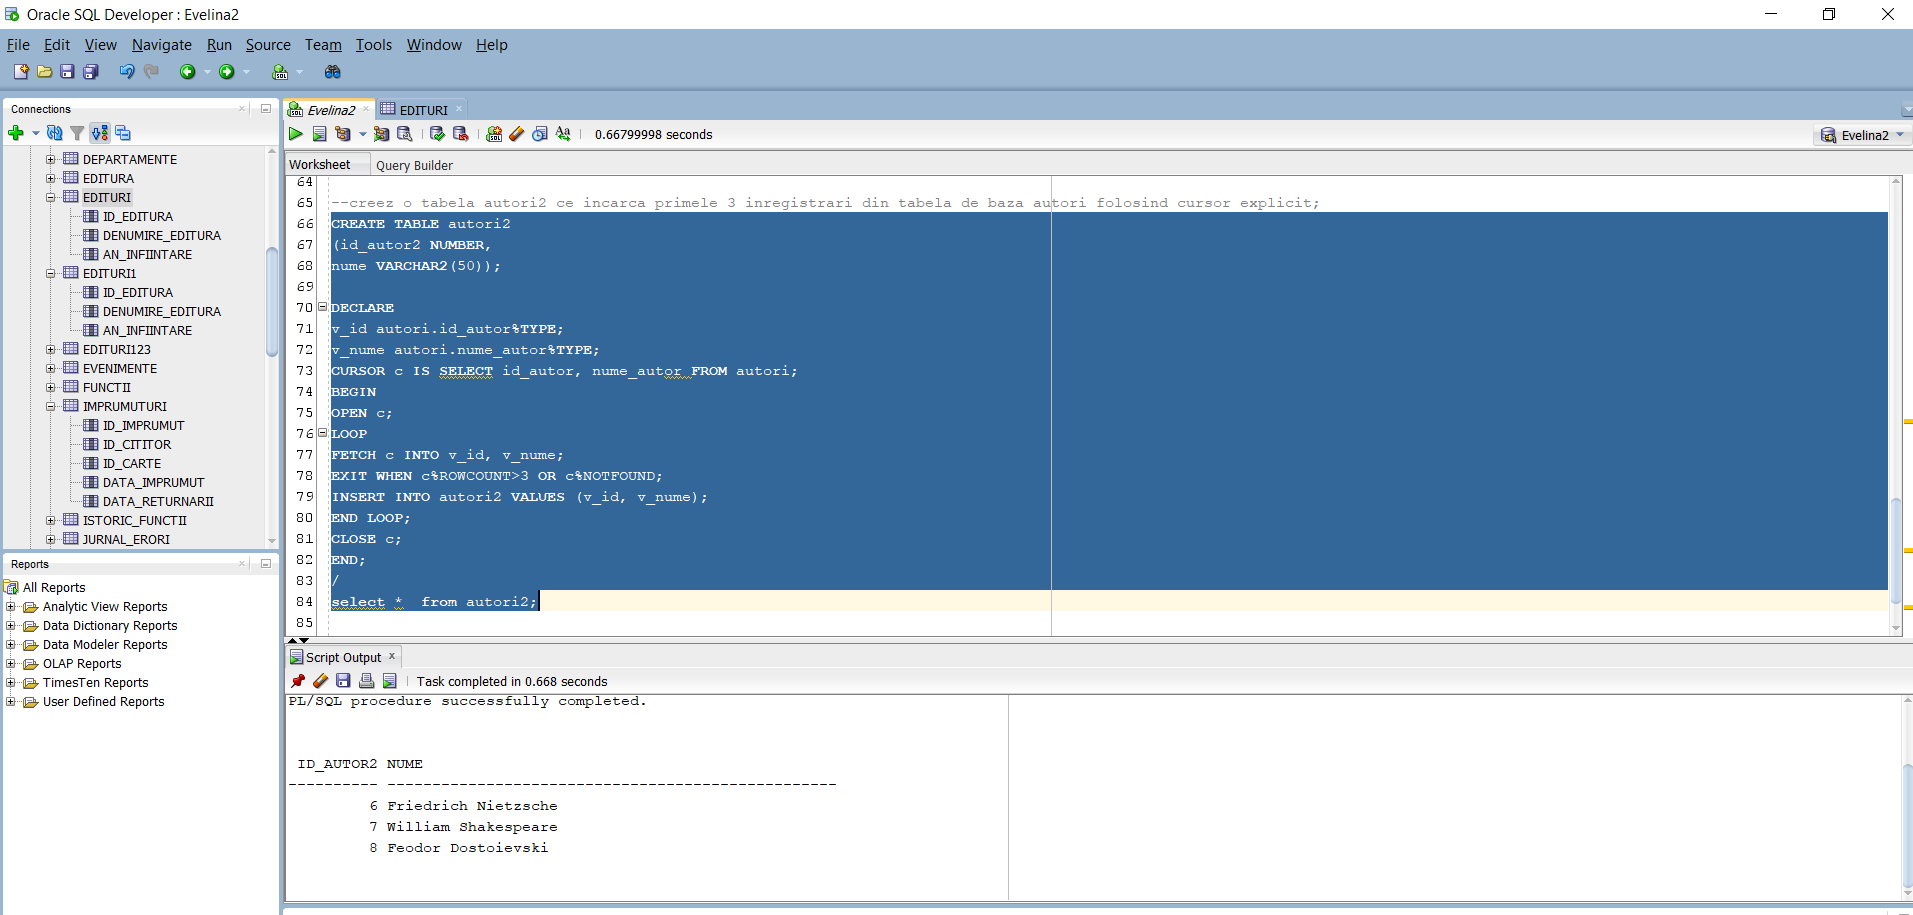 Oracle SQL Developer : Evelina2
File Edit View Navigate Run Source Team Tools Window Help
Connections
DEPARTAMENTE
EDITURA
EDITURI
ID_EDITURA
DENUMIRE_EDITURA
AN_INFIINTARE
EDITURI1
ID_EDITURA
DENUMIRE_EDITURA
AN_INFIINTARE
EDITURI123
EVENIMENTE
FUNCTII
IMPRUMUTURI
ID_IMPRUMUT
ID_CITITOR
ID_CARTE
DATA_IMPRUMUT
DATA_RETURNARII
ISTORIC_FUNCTII
JURNAL_ERORI
Reports
All Reports
Analytic View Reports
Data Dictionary Reports
Data Modeler Reports
OLAP Reports
TimesTen Reports
User Defined Reports
Evelina2 EDITURI
0.66799998 seconds
Evelina2
Worksheet Query Builder
64
65 --creez o tabela autori2 ce incarca primele 3 inregistrari din tabela de baza autori folosind cursor explicit;
66 CREATE TABLE autori2
67 (id_autor2 NUMBER,
68 nume VARCHAR2(50));
69
70 DECLARE
71 v_id autori.id_autor%TYPE;
72 v_nume autori.nume_autor%TYPE;
73 CURSOR c IS SELECT id_autor, nume_autor FROM autori;
74 BEGIN
75 OPEN c;
76 LOOP
77 FETCH c INTO v_id, v_nume;
78 EXIT WHEN c%ROWCOUNT>3 OR c%NOTFOUND;
79 INSERT INTO autori2 VALUES (v_id, v_nume);
80 END LOOP;
81 CLOSE c;
82 END;
83 /
84 select *  from autori2;
85
Script Output
Task completed in 0.668 seconds
PL/SQL procedure successfully completed.
ID_AUTOR2 NUME
---------- --------------------------------------------------
6 Friedrich Nietzsche
7 William Shakespeare
8 Feodor Dostoievski